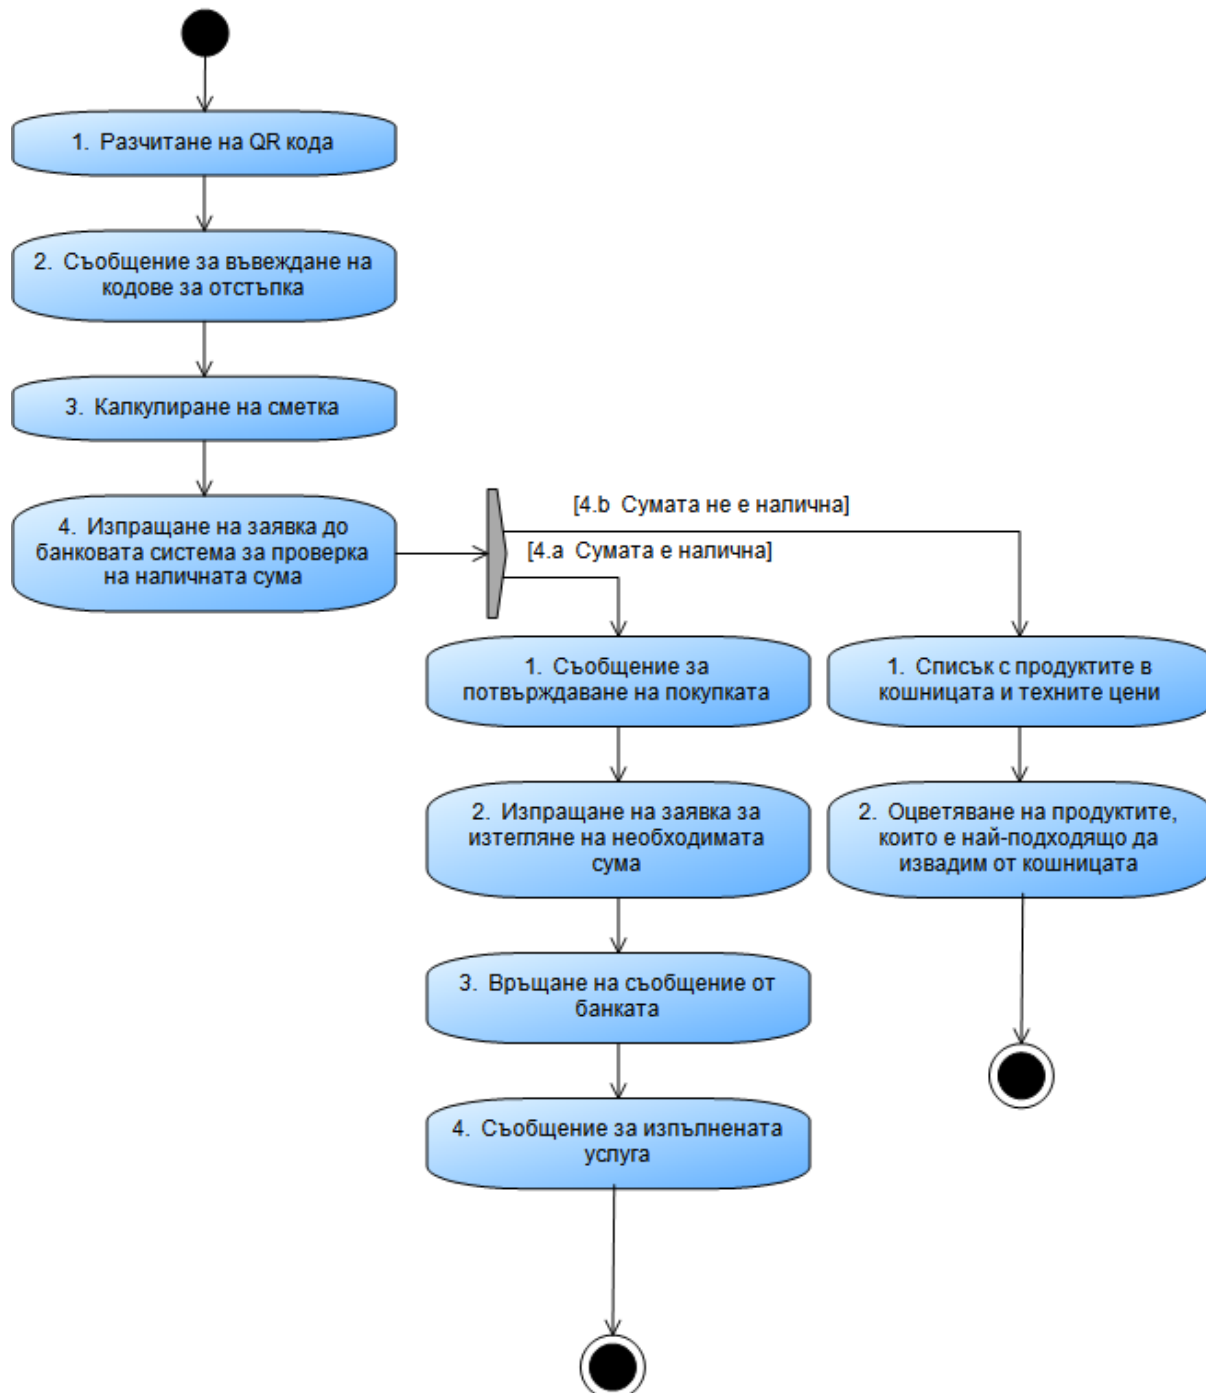 1. Разчитане на QR кода
2. Съобщение за въвеждане на
кодове за отстъпка
3. Калкулиране на сметка
4. Изпращане на заявка до
банковата система за проверка
на наличната сума
[4.b Сумата не е налична]
[4.a Сумата е налична]
1. Съобщение за
потвърждаване на покупката
2. Изпращане на заявка за
изтегляне на необходимата
сума
3. Връщане на съобщение от
банката
4. Съобщение за изпълнената
услуга
1. Списък с продуктите в
кошницата и техните цени
2. Оцветяване на продуктите,
които е най-подходящо да
извадим от кошницата